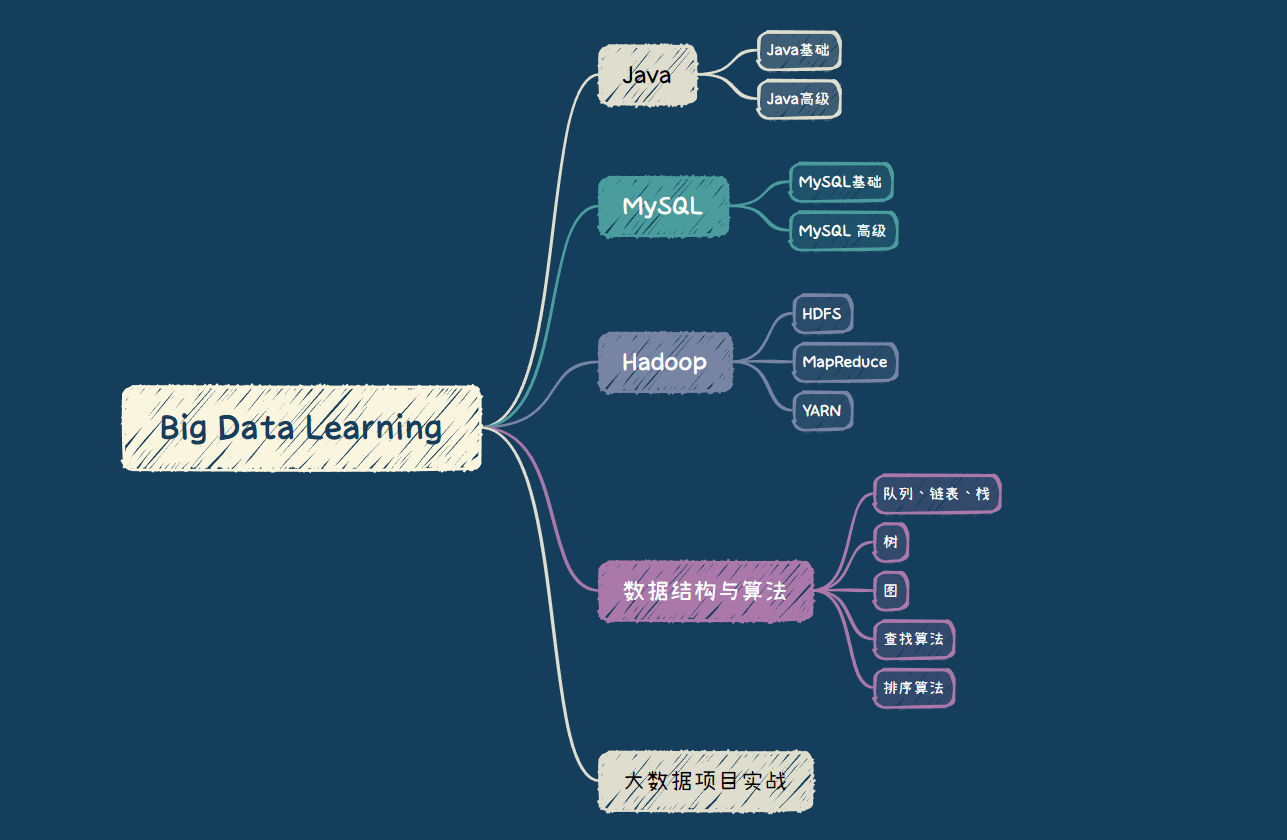 Big Data Learning
Java
Java基础
Java高级
MySQL
MySQL基础
MySQL 高级
Hadoop
HDFS
MapReduce
YARN
数据结构与算法
队列、链表、栈
树
图
查找算法
排序算法
大数据项目实战